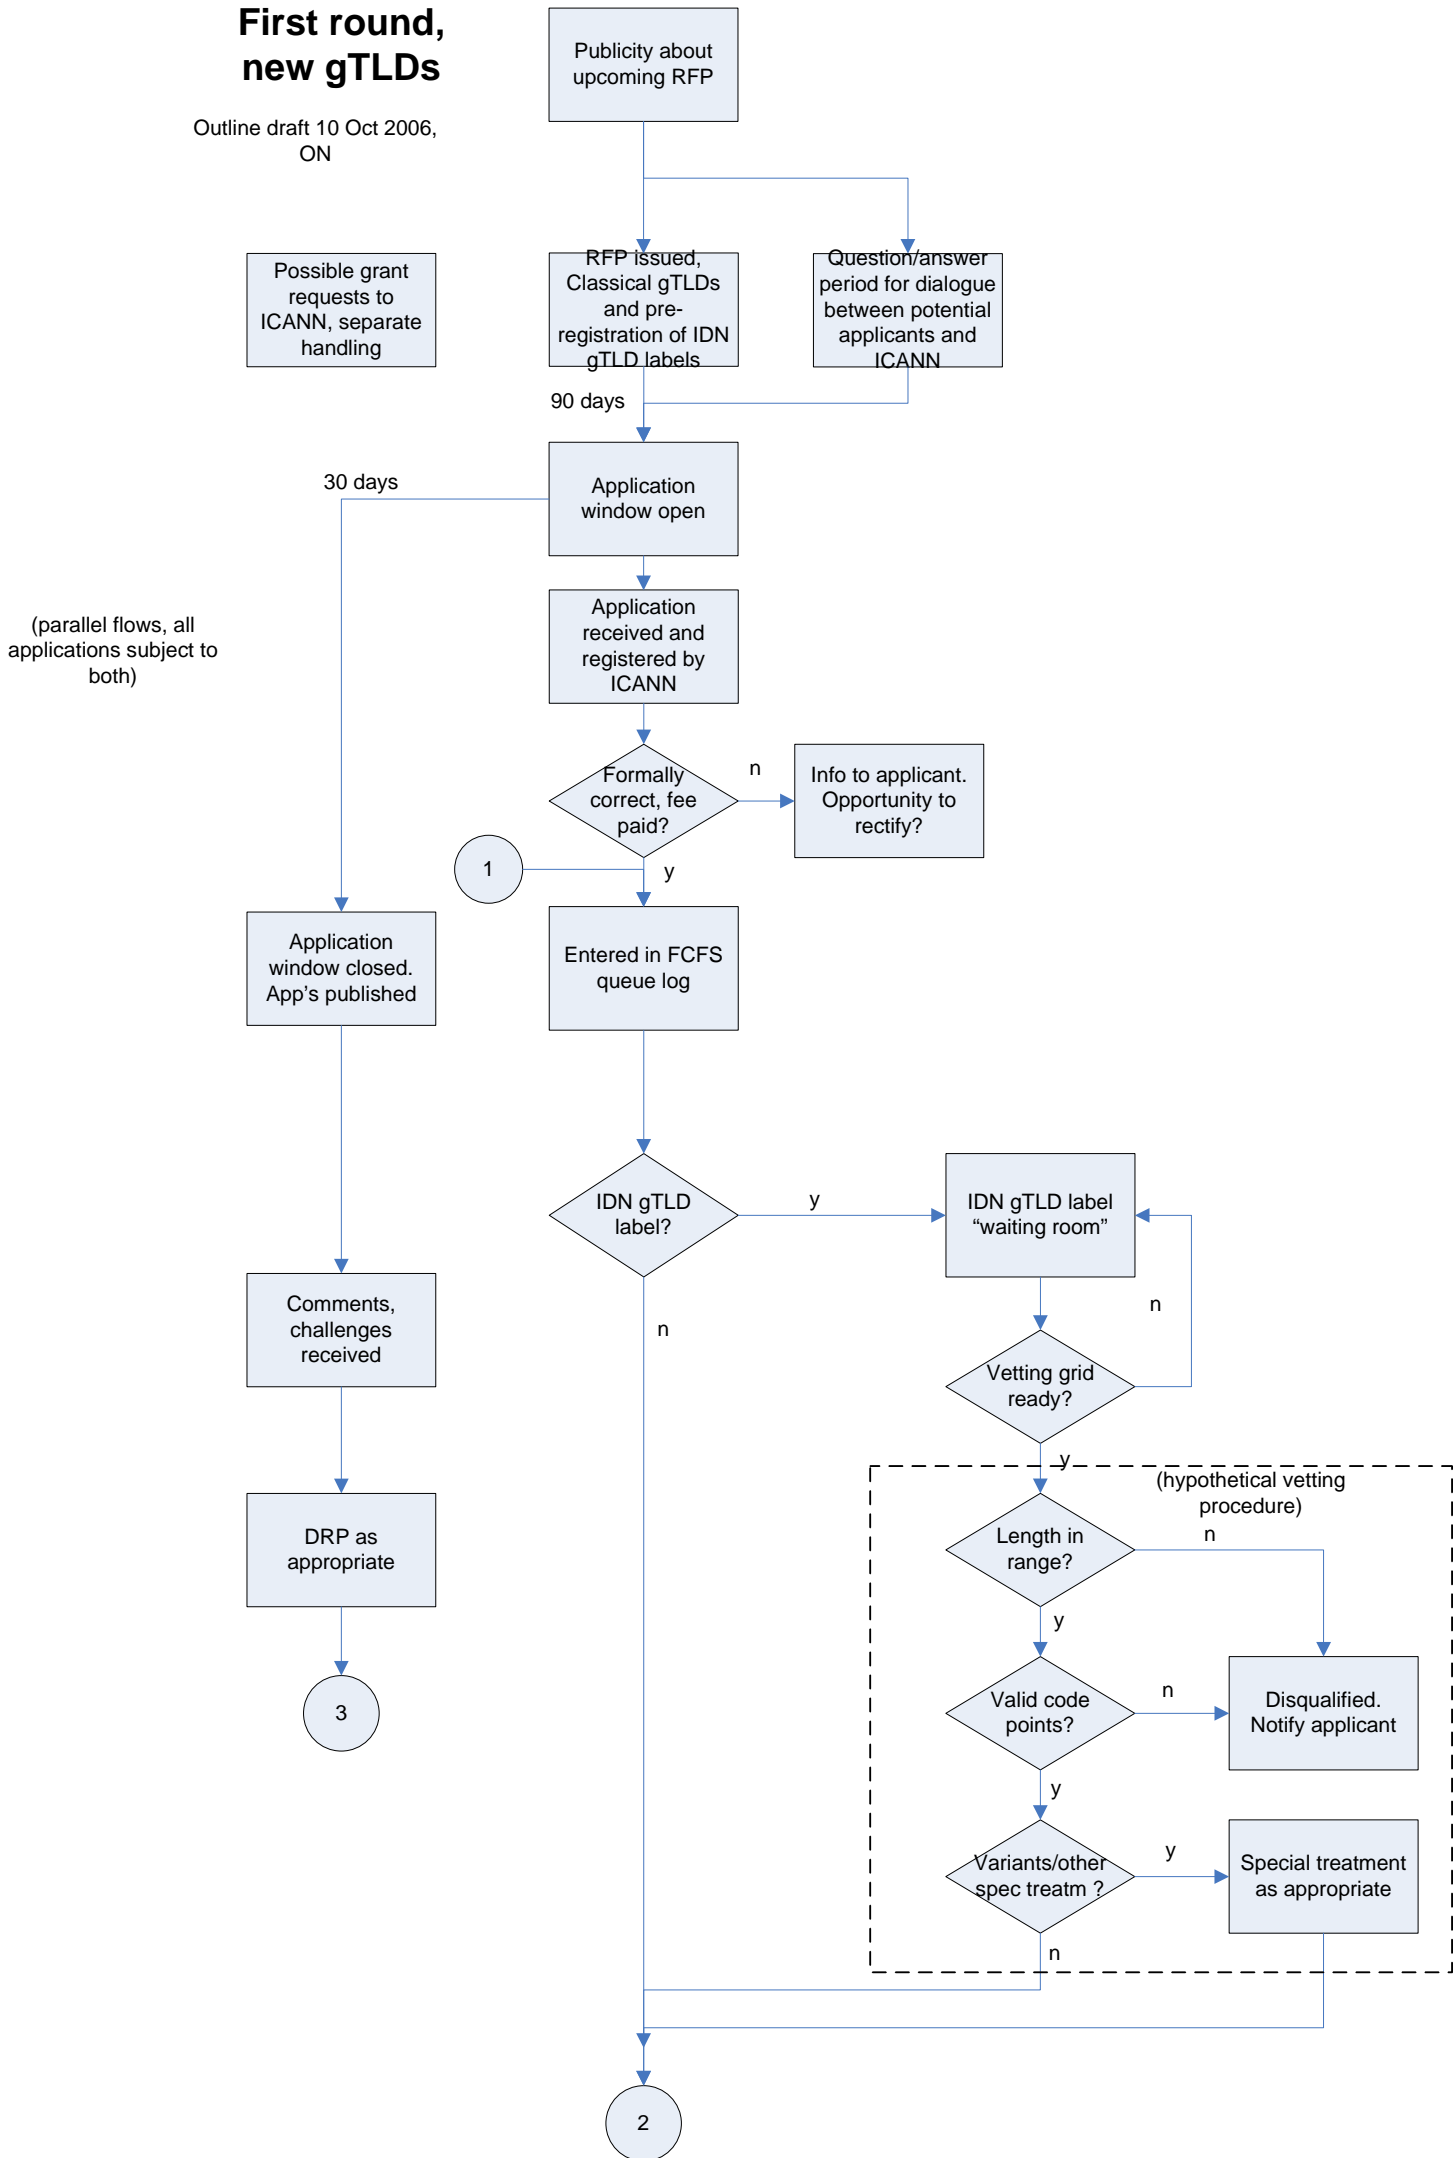 First round,
new gTLDs
Outline draft 10 Oct 2006,
ON
Publicity about
upcoming RFP
Possible grant
requests to
ICANN, separate
handling
RFP issued,
Classical gTLDs
and pre-
registration of IDN
gTLD labels
Question/answer
period for dialogue
between potential
applicants and
ICANN
90 days
Application
window open
30 days
(parallel flows, all
applications subject to
both)
Application
received and
registered by
ICANN
Formally
correct, fee
paid?
n
Info to applicant.
Opportunity to
rectify?
1
y
Application
window closed.
App's published
Entered in FCFS
queue log
IDN gTLD
label?
y
IDN gTLD label
“waiting room”
n
Comments,
challenges
received
n
Vetting grid
ready?
y
(hypothetical vetting
procedure)
DRP as
appropriate
Length in
range?
n
y
3
Valid code
points?
n
Disqualified.
Notify applicant
y
Variants/other
spec treatm ?
y
Special treatment
as appropriate
n
2